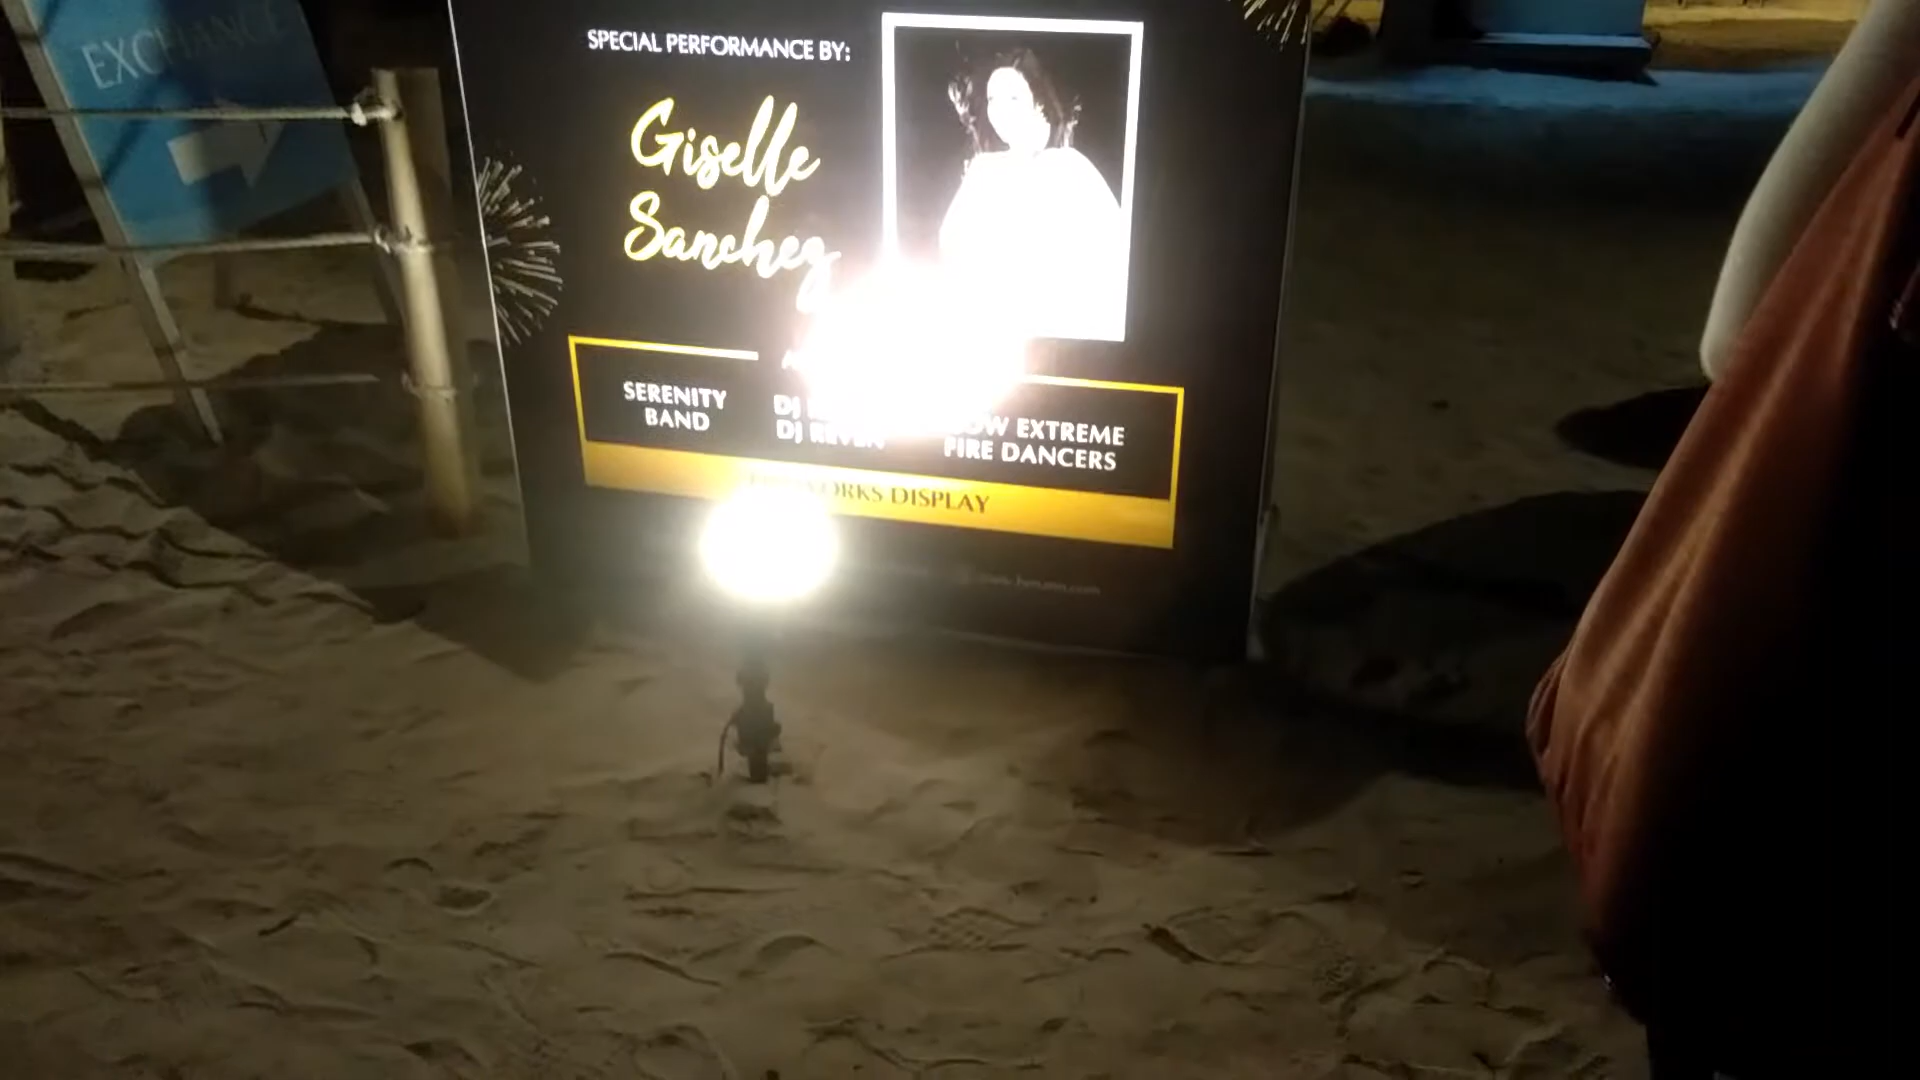 EXCHANGE
SPECIAL PERFORMANCE BY:
Giselle
Sanchez
SERENITY
BAND
DJ
DJ
EXTREME
FIRE DANCERS
DISPLAY